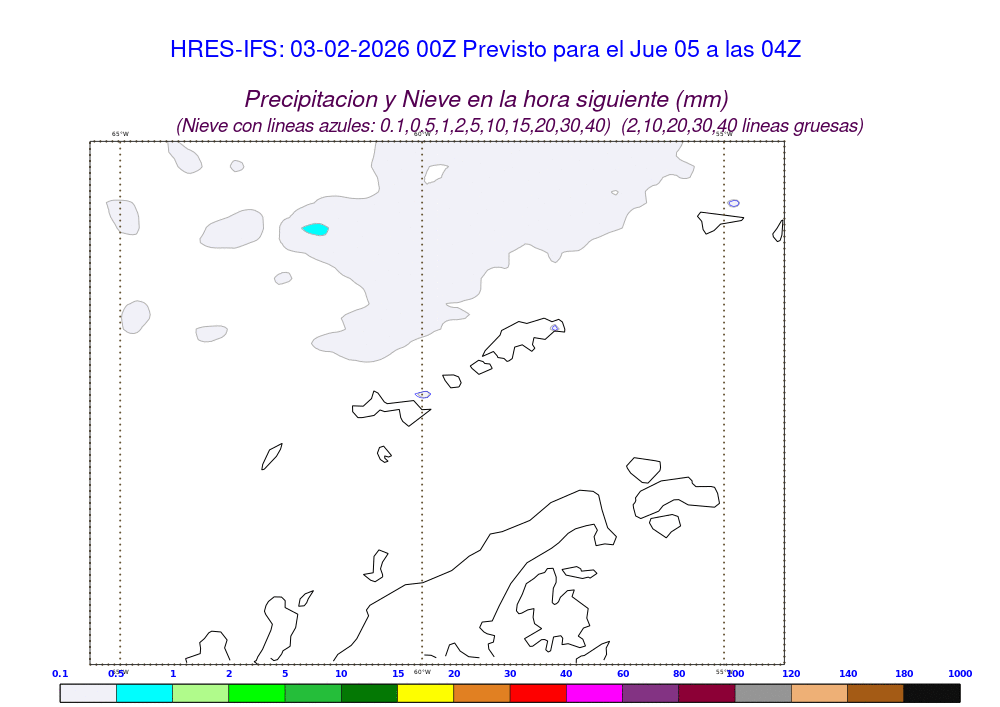 HRES-IFS: 03-02-2026 00Z Previsto para el Jue 05 a las 04Z
Precipitacion y Nieve en la hora siguiente (mm)
(Nieve con lineas azules: 0.1,0.5,1,2,5,10,15,20,30,40) (2,10,20,30,40 lineas gruesas)
65°W 60°W 55°W
65°W 60°W 55°W
0.1 0.5 1 2 5 10 15 20 30 40 60 80 100 120 140 180 1000